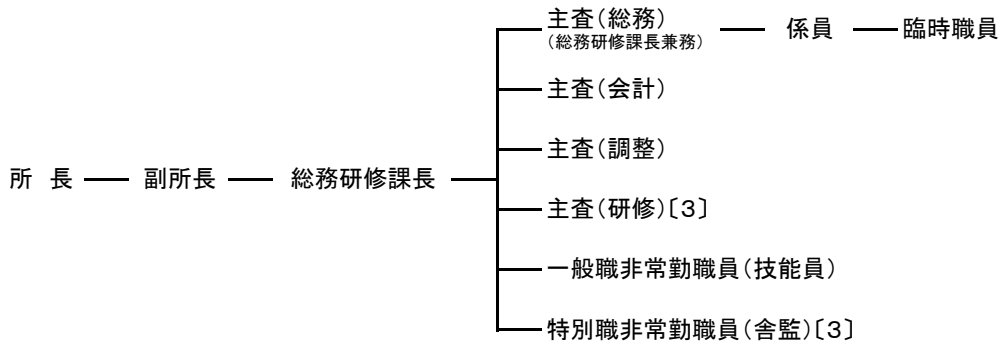 主査(総務)
(総務研修課長兼務)
係員
臨時職員
主査(会計)
主査(調整)
所 長
副所長
総務研修課長
主査(研修)〔3〕
一般職非常勤職員(技能員)
特別職非常勤職員(舎監)〔3〕